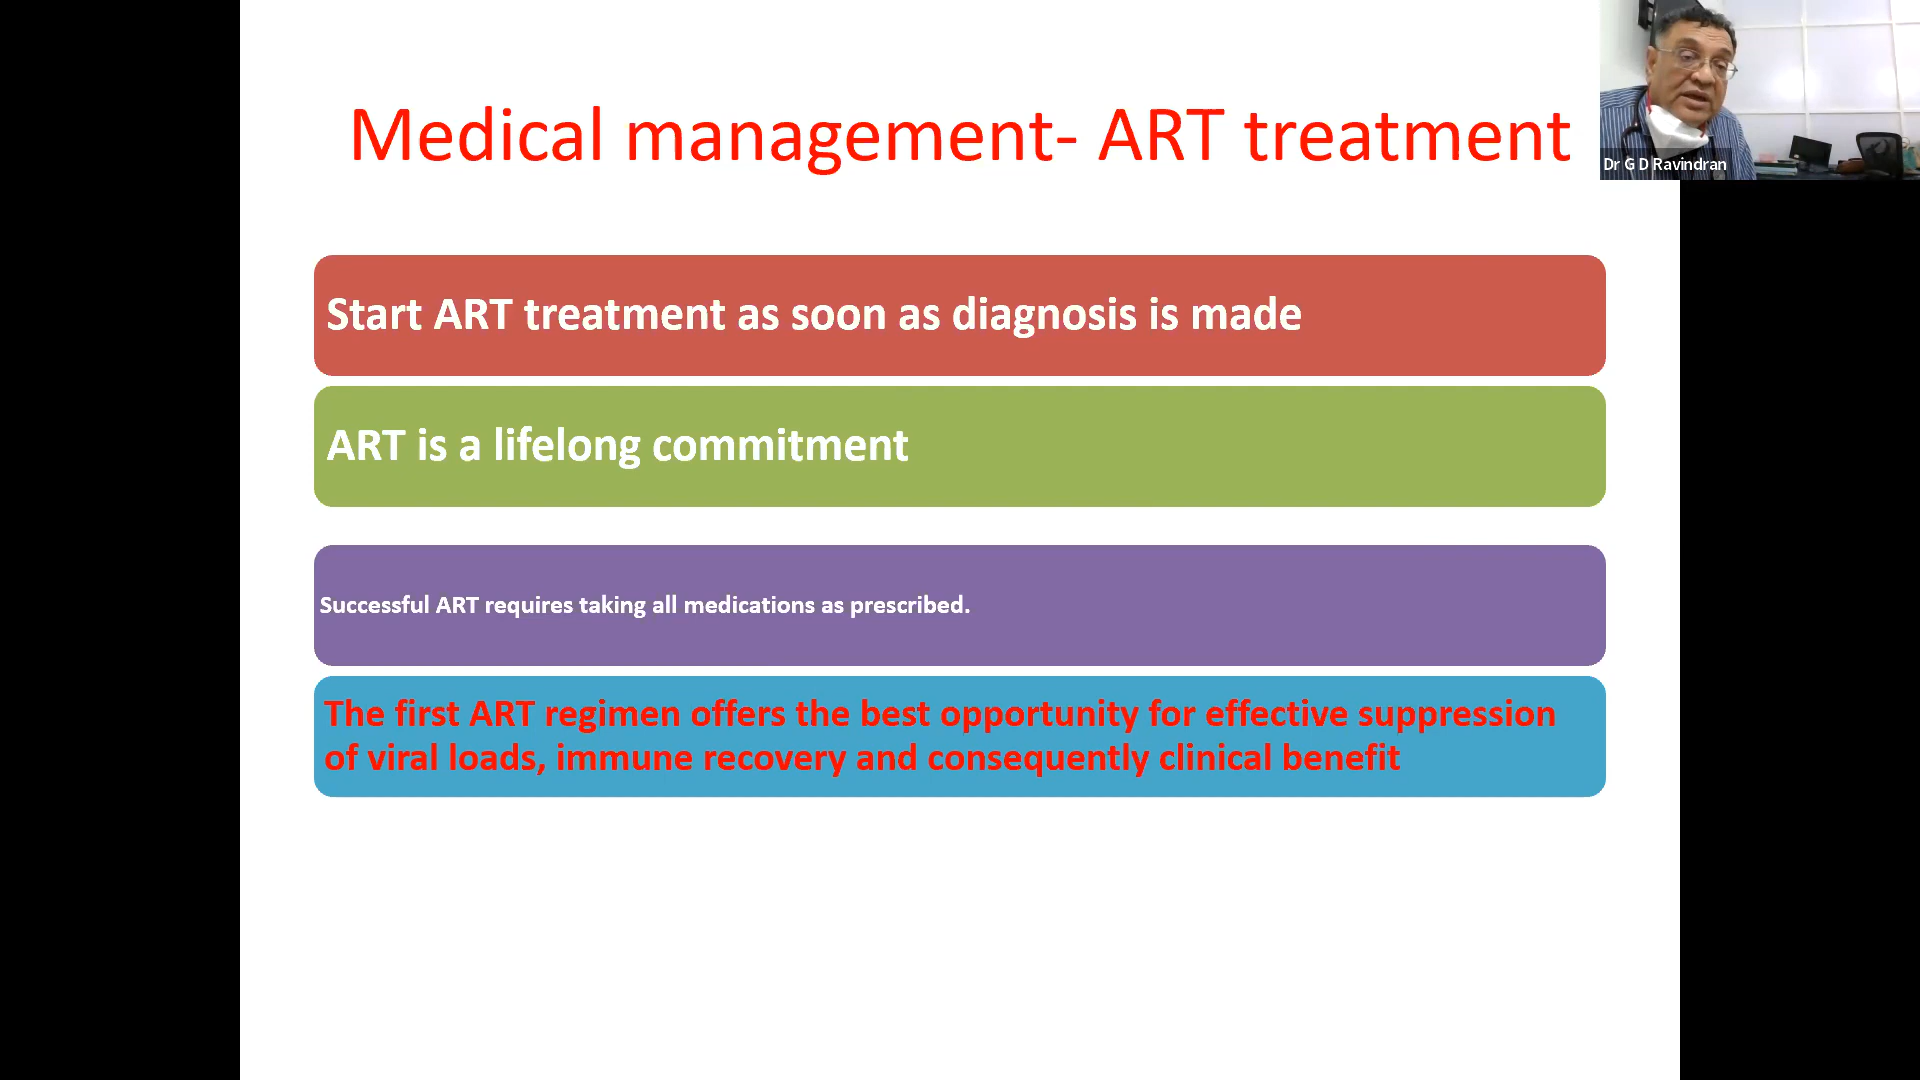 Medical management- ART treatment
Dr G D Ravindran
Start ART treatment as soon as diagnosis is made
ART is a lifelong commitment
Successful ART requires taking all medications as prescribed.
The first ART regimen offers the best opportunity for effective suppression
of viral loads, immune recovery and consequently clinical benefit